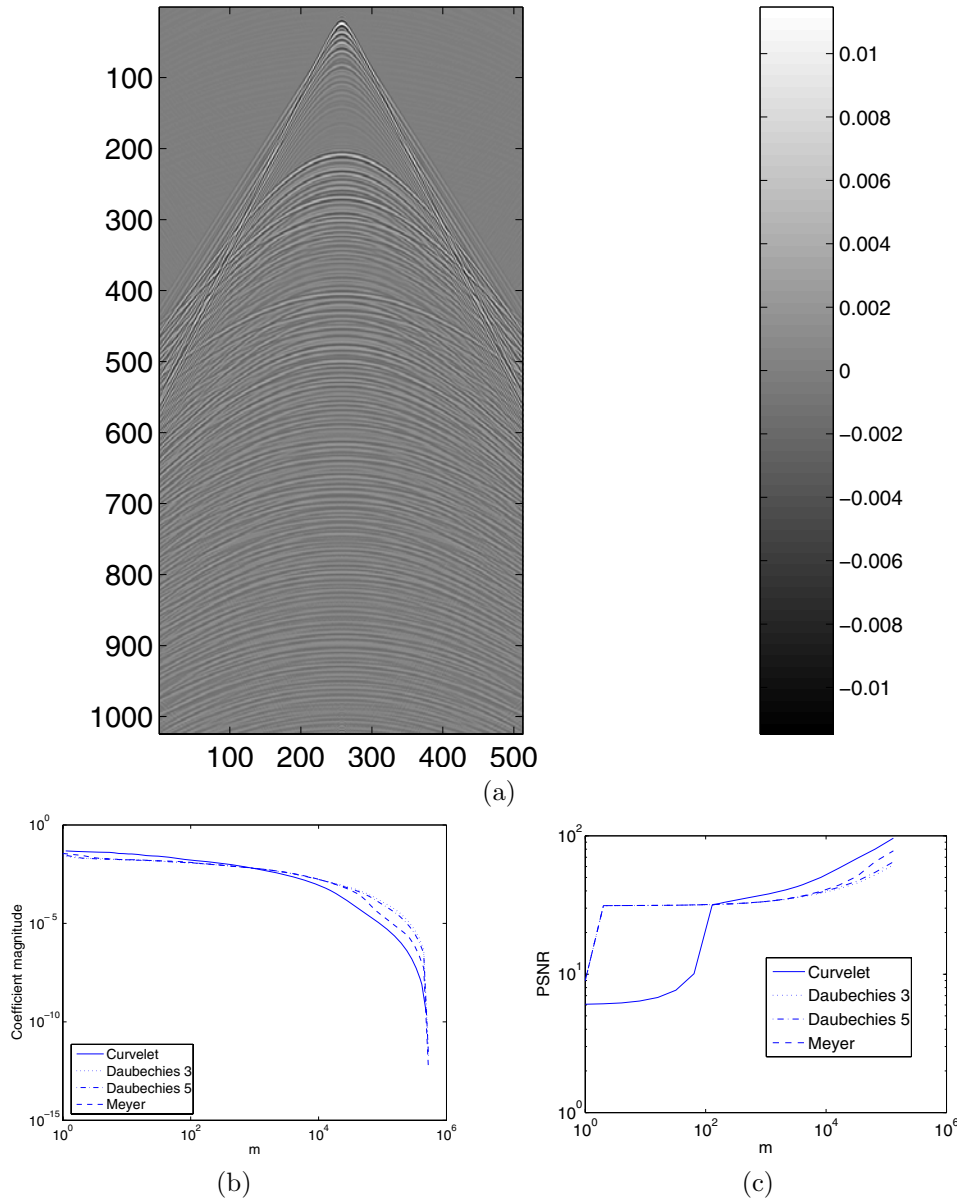 100
200
300
400
500
600
700
800
900
1000
100 200 300 400 500
0.01
0.008
0.006
0.004
0.002
0
−0.002
−0.004
−0.006
−0.008
−0.01
(a)
10^0
10^−5
10^−10
10^−15
Coefficient magnitude
Curvelet
Daubechies 3
Daubechies 5
Meyer
10^0 10^2 10^4 10^6
m
(b)
10^2
10^1
10^0
PSNR
Curvelet
Daubechies 3
Daubechies 5
Meyer
10^0 10^2 10^4 10^6
m
(c)